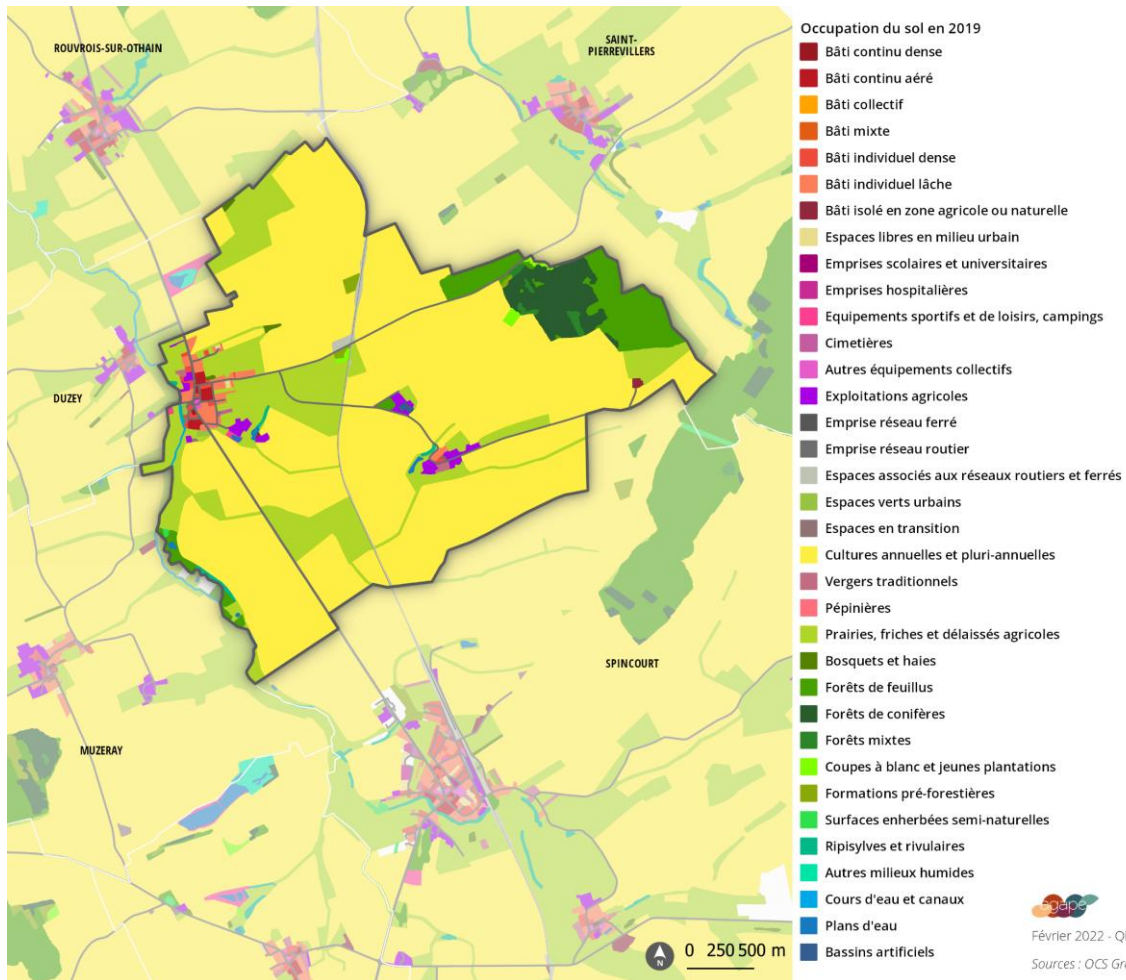 ROUVROIS-SUR-OTHAIN
SAINT-
PIERREVILLERS
DUZEY
SPINCOURT
MUZERAY
N
0 250 500 m
Occupation du sol en 2019
Bâti continu dense
Bâti continu aéré
Bâti collectif
Bâti mixte
Bâti individuel dense
Bâti individuel lâche
Bâti isolé en zone agricole ou naturelle
Espaces libres en milieu urbain
Emprises scolaires et universitaires
Emprises hospitalières
Equipements sportifs et de loisirs, campings
Cimetières
Autres équipements collectifs
Exploitations agricoles
Emprise réseau ferré
Emprise réseau routier
Espaces associés aux réseaux routiers et ferrés
Espaces verts urbains
Espaces en transition
Cultures annuelles et pluri-annuelles
Vergers traditionnels
Pépinières
Prairies, friches et délaissés agricoles
Bosquets et haies
Forêts de feuillus
Forêts de conifères
Forêts mixtes
Coupes à blanc et jeunes plantations
Formations pré-forestières
Surfaces enherbées semi-naturelles
Ripisylves et rivulaires
Autres milieux humides
Cours d'eau et canaux
Plans d'eau
Bassins artificiels
agape
Février 2022 -
Sources : OCS